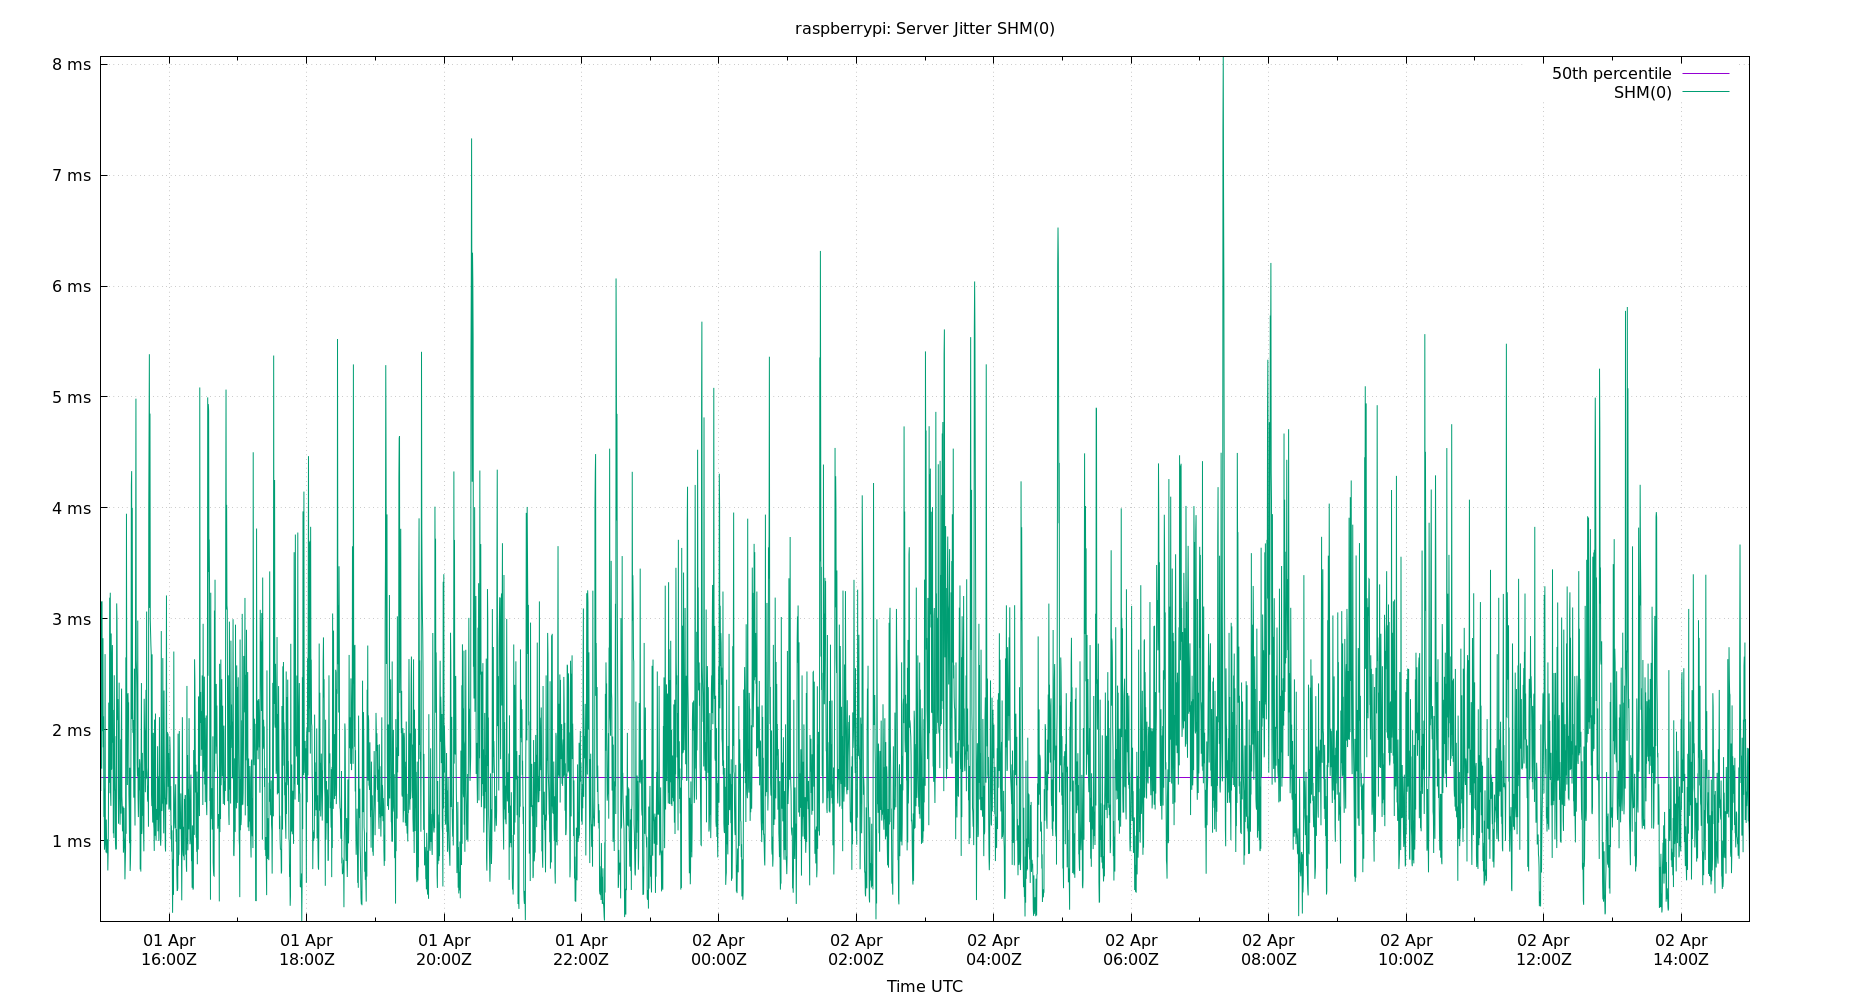 raspberrypi: Server Jitter SHM(0)
50th percentile
SHM(0)
8 ms
7 ms
6 ms
5 ms
4 ms
3 ms
2 ms
1 ms
01 Apr 01 Apr 01 Apr 01 Apr 02 Apr 02 Apr 02 Apr 02 Apr 02 Apr 02 Apr 02 Apr 02 Apr
16:00Z 18:00Z 20:00Z 22:00Z 00:00Z 02:00Z 04:00Z 06:00Z 08:00Z 10:00Z 12:00Z 14:00Z
Time UTC